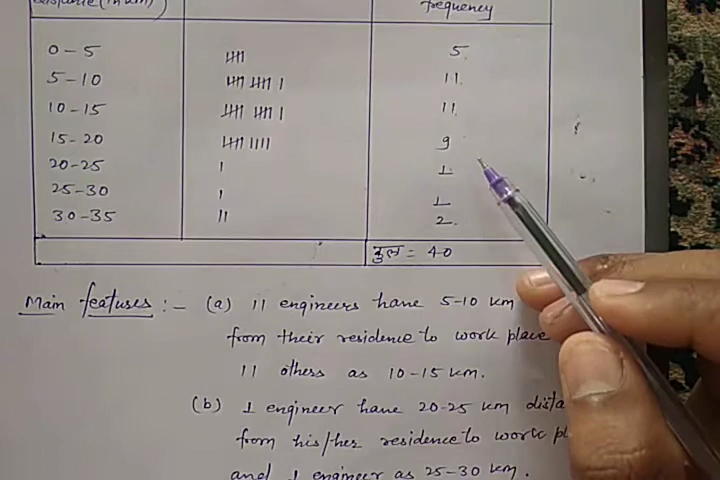 Distance (in km) frequency
0-5 5
5-10 11
10-15 11
15-20 9
20-25 1
25-30 1
30-35 2
कुल = 40
Main features :- (a) 11 engineers have 5-10 km
from their residence to work place
11 others as 10-15 km.
(b) 1 engineer have 20-25 km
from his/her residence to work
and 1 engineer as 25-30 km.